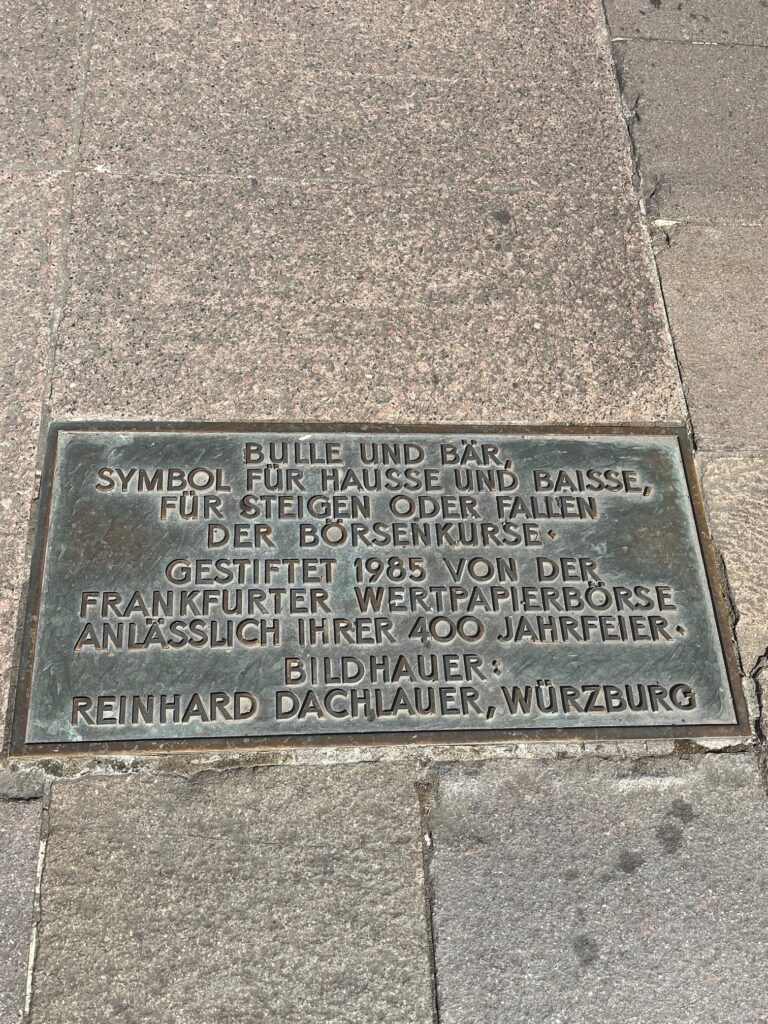 BULLE UND BÄR,
SYMBOL FÜR HAUSSE UND BAISSE,
FÜR STEIGEN ODER FALLEN
DER BÖRSENKURSE.
GESTIFTET 1985 VON DER
FRANKFURTER WERTPAPIERBÖRSE
ANLÄSSLICH IHRER 400 JAHRFEIER.
BILDHAUER:
REINHARD DACHLAUER, WÜRZBURG